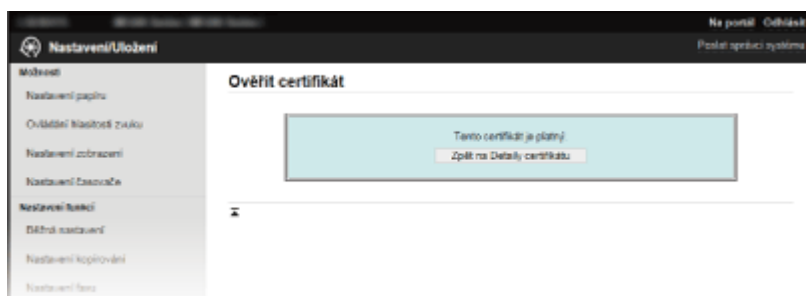 Na portál Odhlásit
Nastavení/Uložení
Poslat správci systému
Možnosti
Nastavení papíru
Ovládání hlasitosti zvuku
Nastavení zobrazení
Nastavení časovače
Nastavení funkcí
Běžná nastavení
Nastavení kopírování
Nastavení faxu
Ověřit certifikát
Tento certifikát je platný.
Zpět na Detaily certifikátu